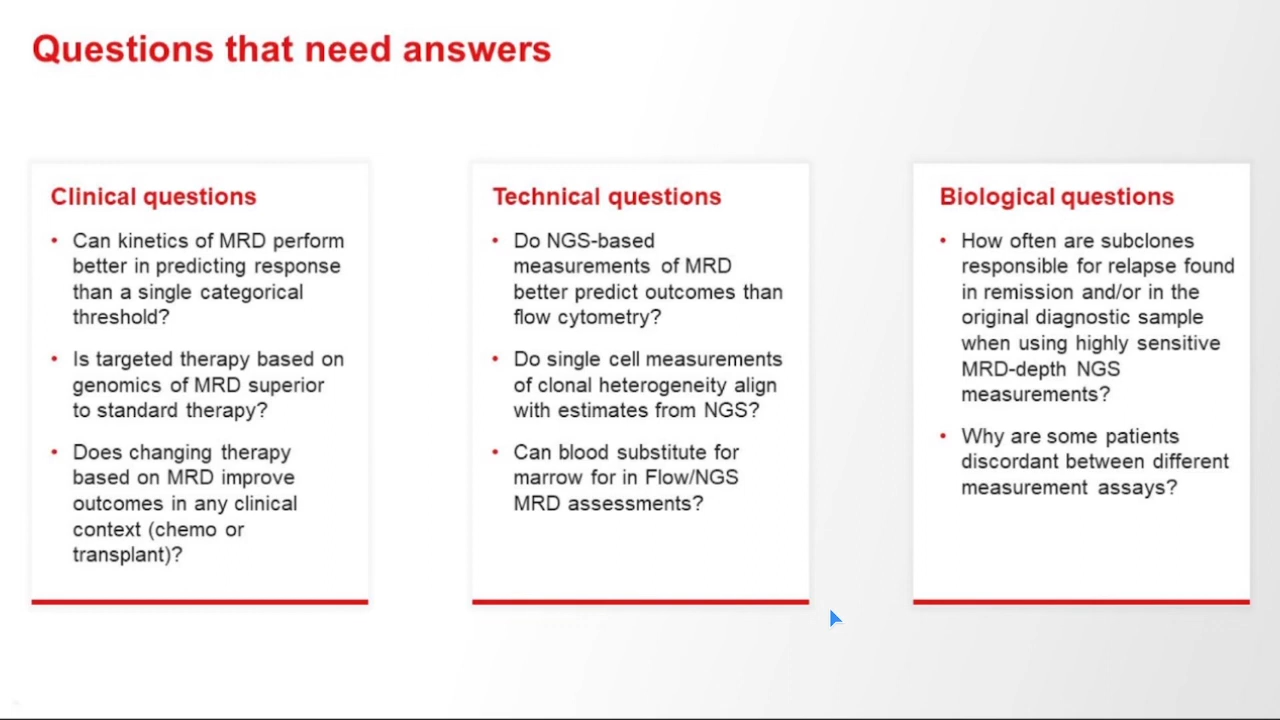 Questions that need answers
Clinical questions
• Can kinetics of MRD perform
better in predicting response
than a single categorical
threshold?
• Is targeted therapy based on
genomics of MRD superior
to standard therapy?
• Does changing therapy
based on MRD improve
outcomes in any clinical
context (chemo or
transplant)?
Technical questions
• Do NGS-based
measurements of MRD
better predict outcomes than
flow cytometry?
• Do single cell measurements
of clonal heterogeneity align
with estimates from NGS?
• Can blood substitute for
marrow for in Flow/NGS
MRD assessments?
Biological questions
• How often are subclones
responsible for relapse found
in remission and/or in the
original diagnostic sample
when using highly sensitive
MRD-depth NGS
measurements?
• Why are some patients
discordant between different
measurement assays?